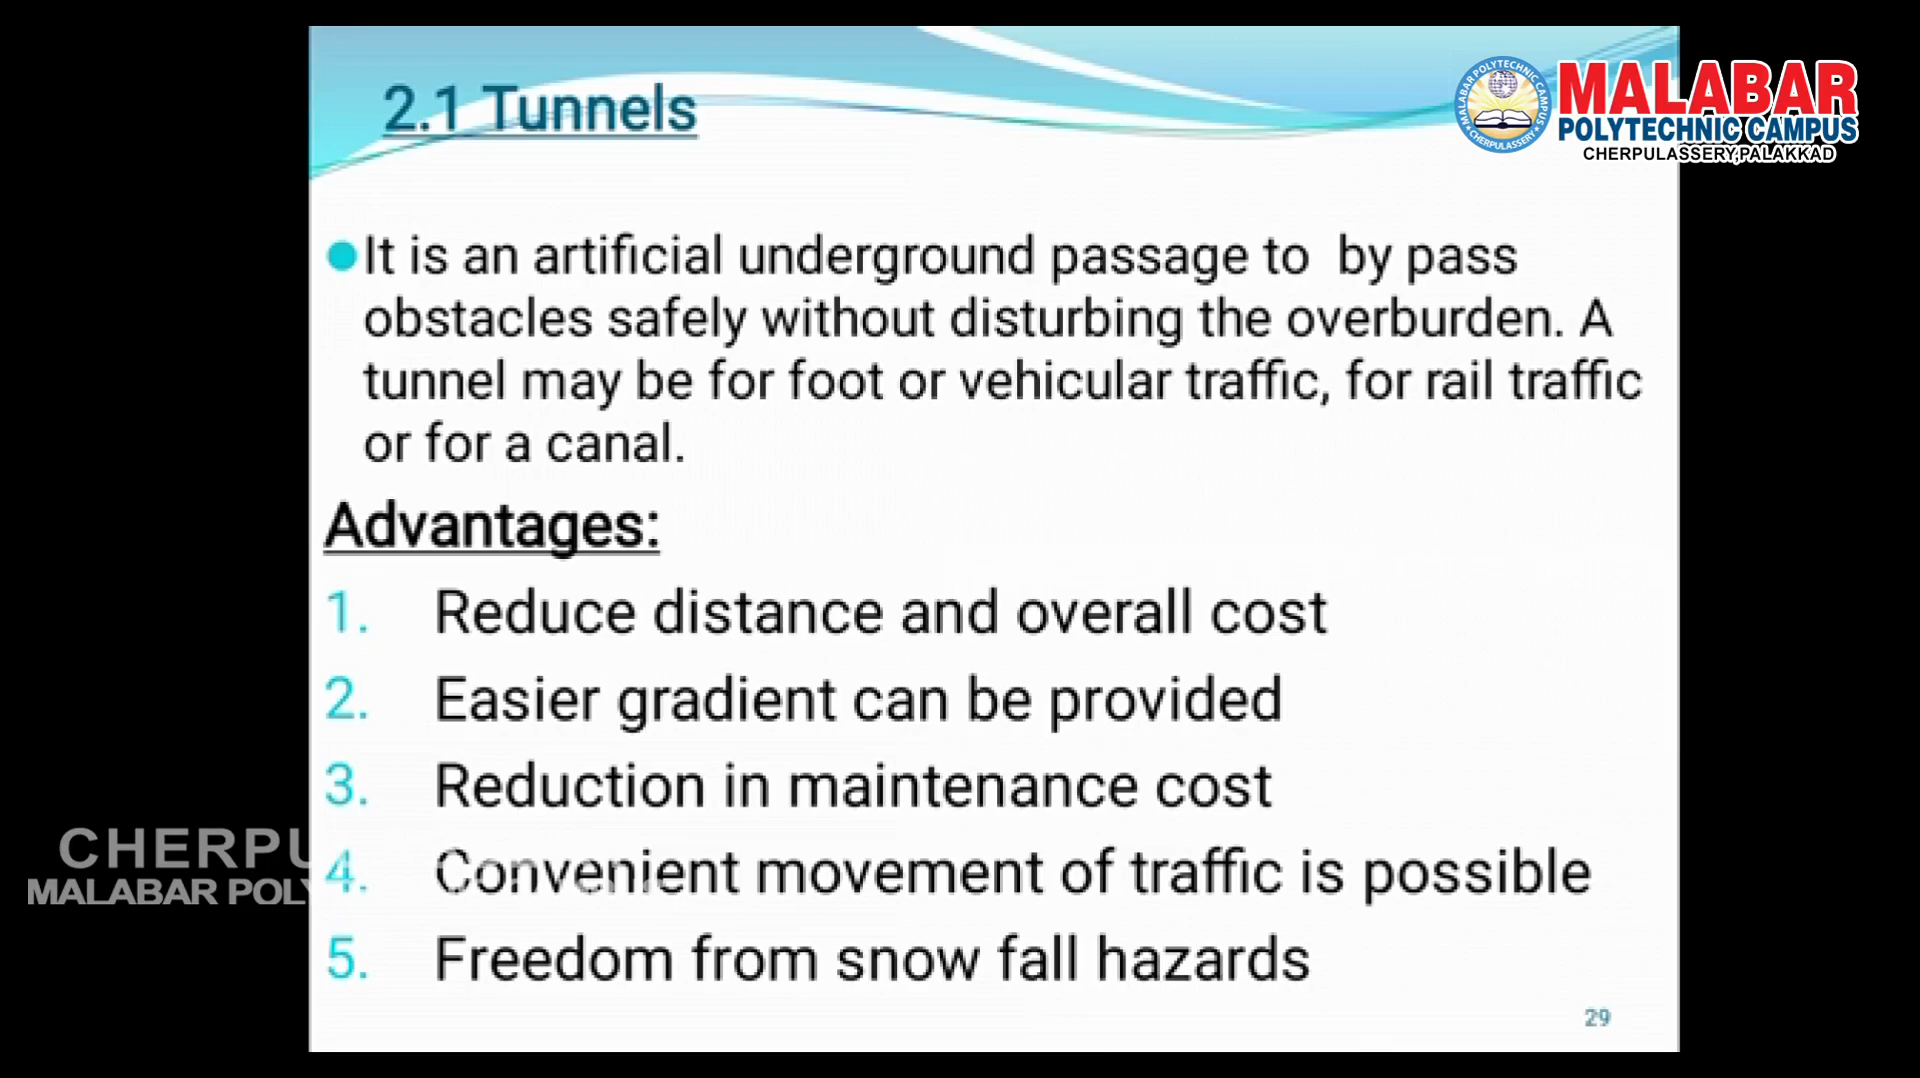 2.1 Tunnels
MALABAR
POLYTECHNIC CAMPUS
CHERPULASSERY,PALAKKAD
MALABAR POLYTECHNIC CAMPUS
CHERPULASSERY
It is an artificial underground passage to by pass
obstacles safely without disturbing the overburden. A
tunnel may be for foot or vehicular traffic, for rail traffic
or for a canal.
Advantages:
1. Reduce distance and overall cost
2. Easier gradient can be provided
3. Reduction in maintenance cost
4. Convenient movement of traffic is possible
5. Freedom from snow fall hazards
CHERPU
MALABAR POLY
29